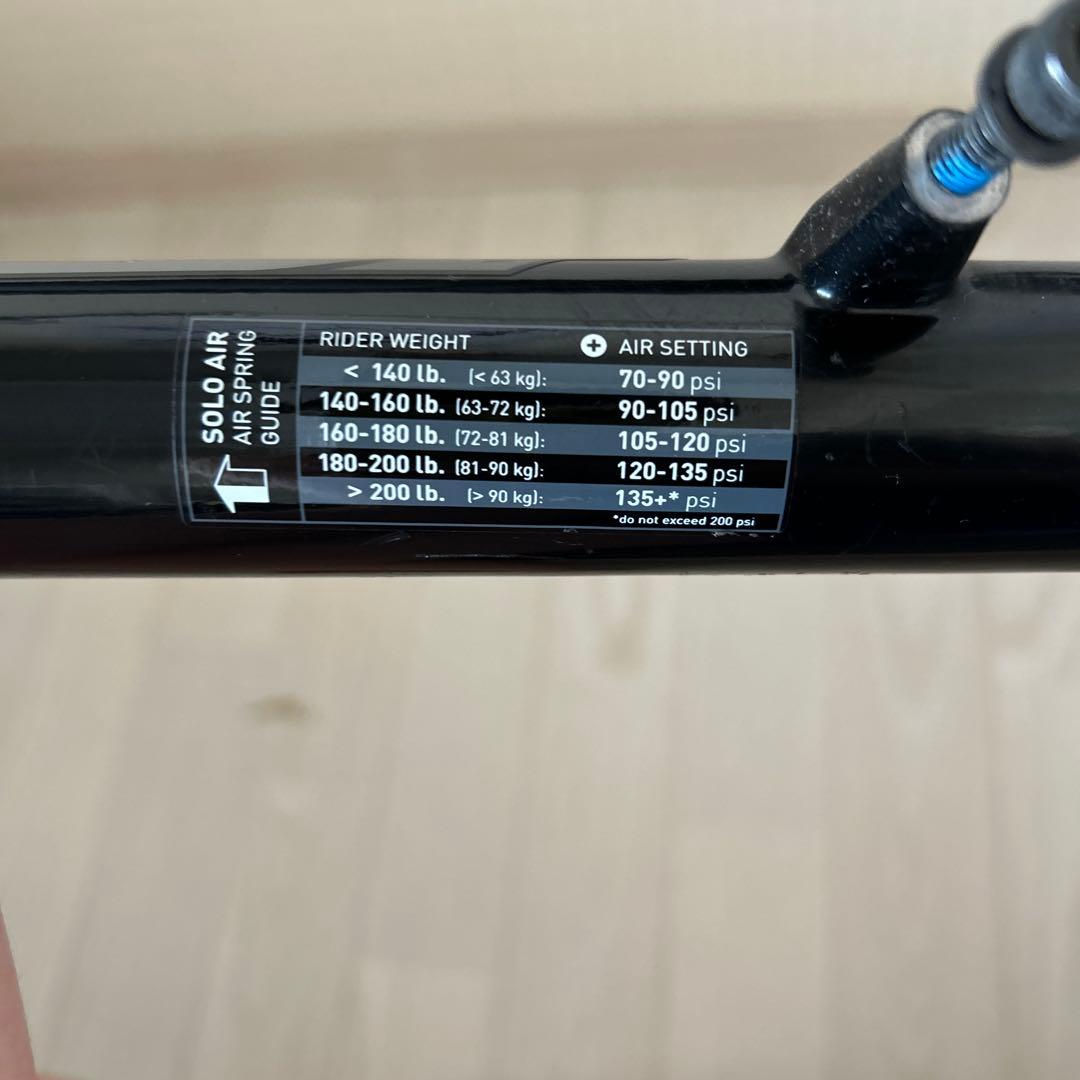 SOLO AIR
AIR SPRING
GUIDE
RIDER WEIGHT + AIR SETTING
< 140 lb. (< 63 kg): 70-90 psi
140-160 lb. (63-72 kg): 90-105 psi
160-180 lb. (72-81 kg): 105-120 psi
180-200 lb. (81-90 kg): 120-135 psi
> 200 lb. (> 90 kg): 135+* psi
*do not exceed 200 psi